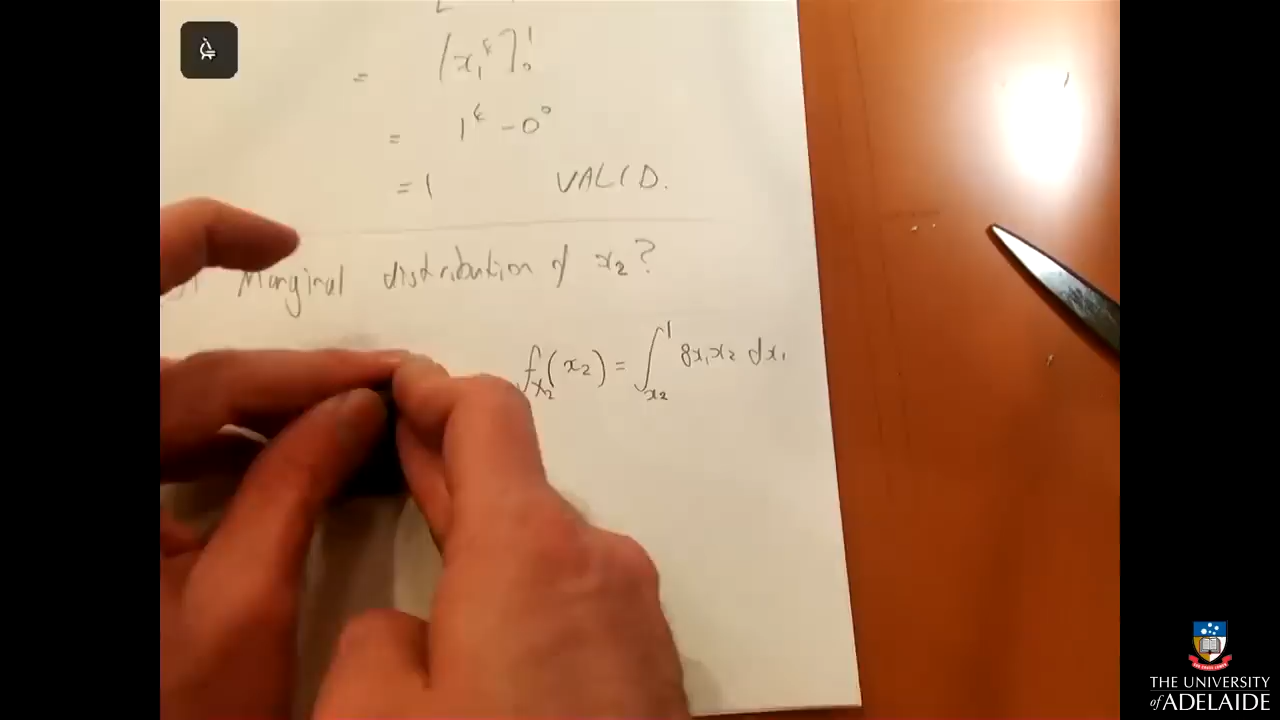 = [x₁⁴]₀¹
= 1⁴ - 0⁰
= 1 VALID.
Marginal distribution of x₂?
f_X₂(x₂) = ∫_x₂^1 8x₁x₂ dx₁
THE UNIVERSITY
of ADELAIDE